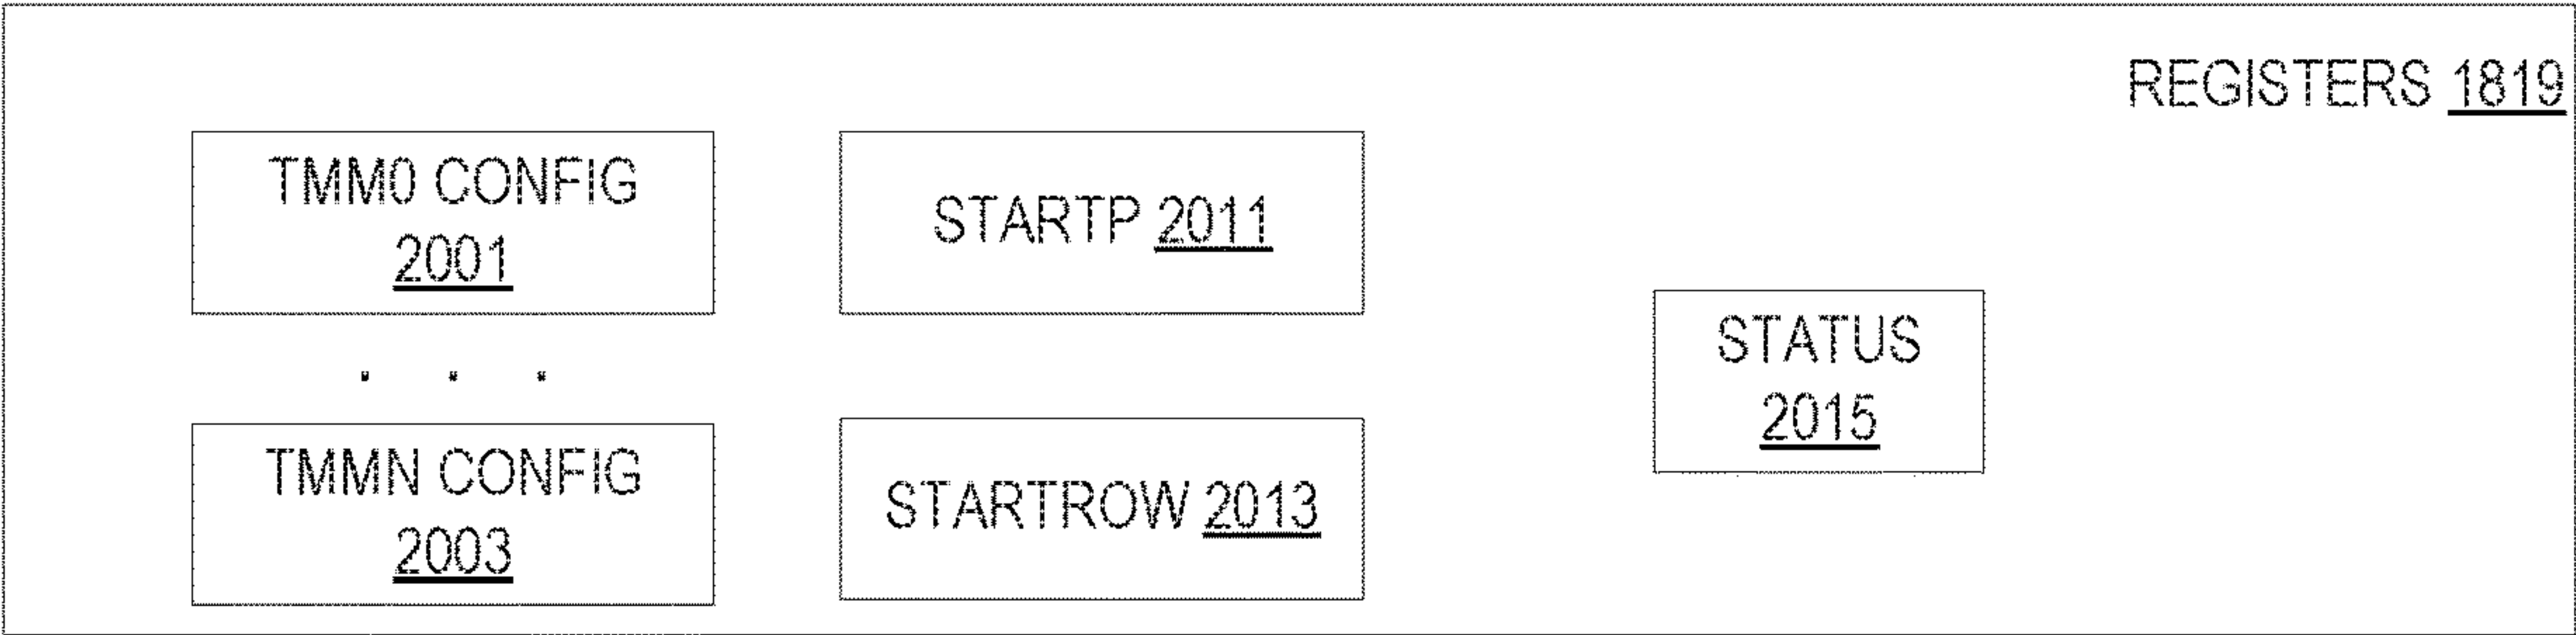 REGISTERS 1819
TMM0 CONFIG
2001
STARTP 2011
STATUS
2015
. . .
TMMN CONFIG
2003
STARTROW 2013